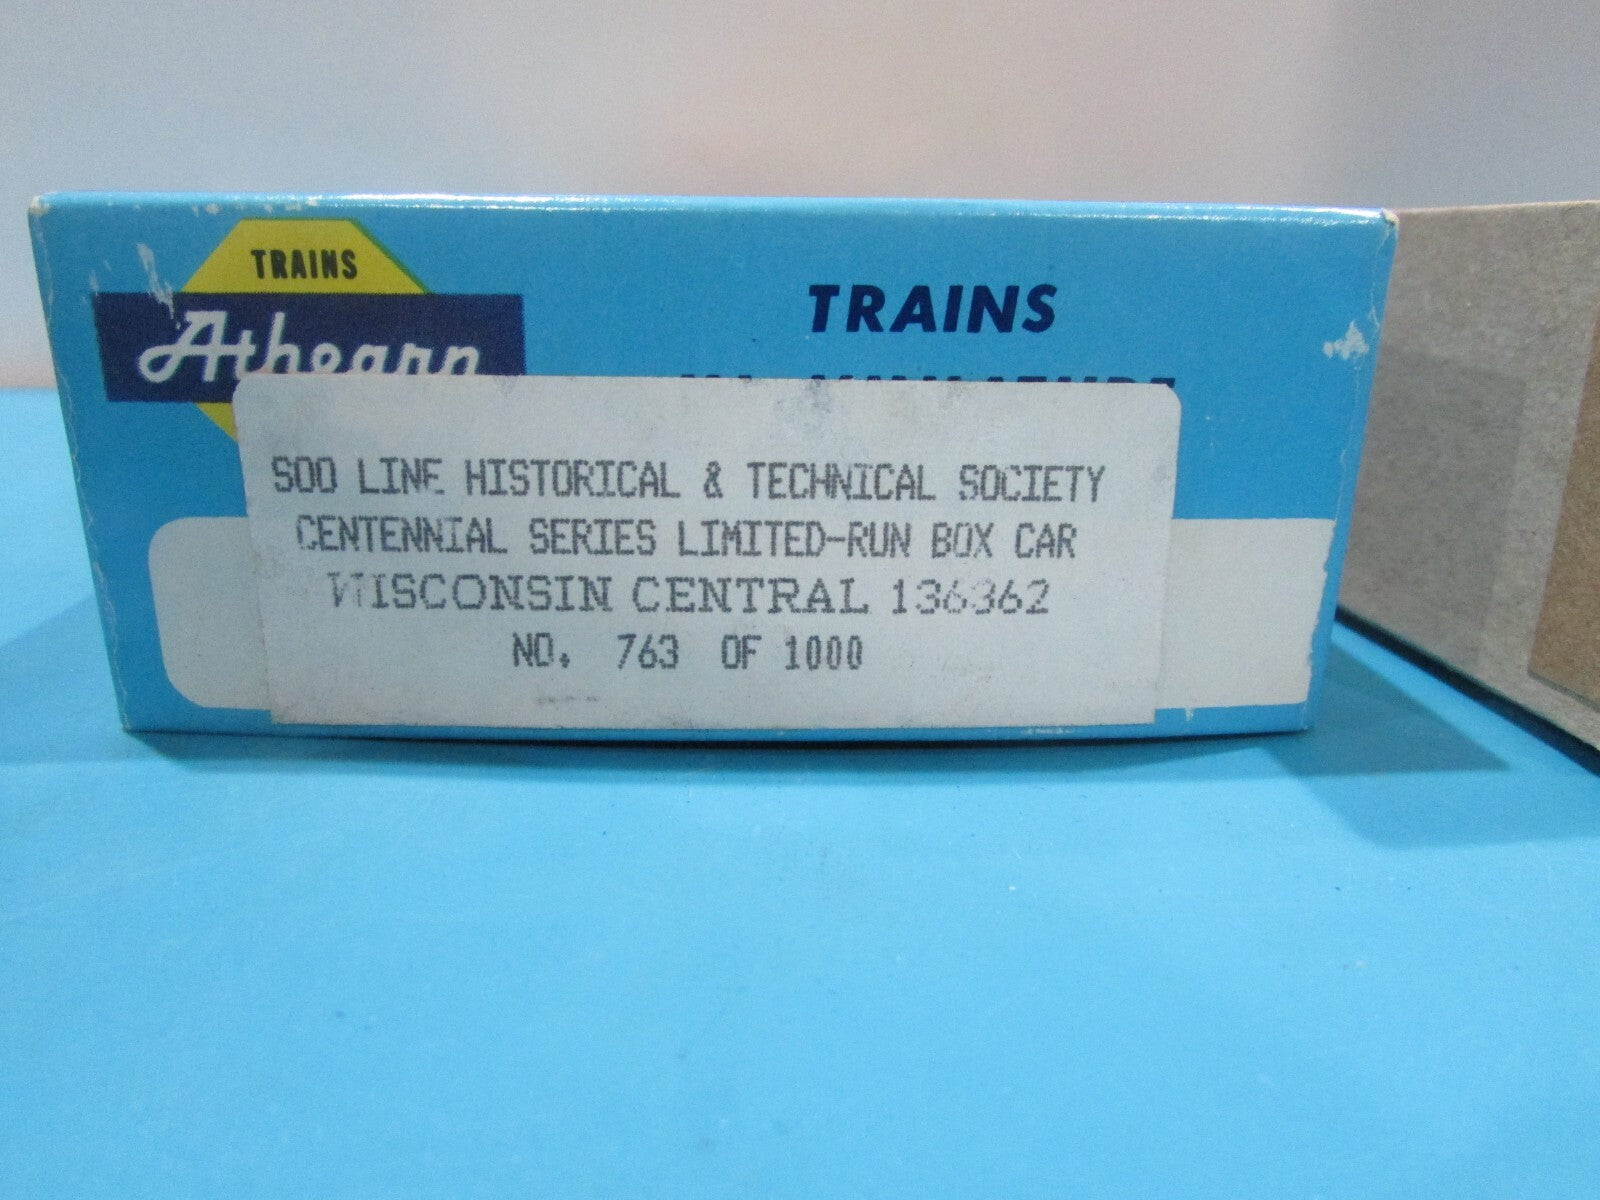 TRAINS
Athearn
TRAINS
SOO LINE HISTORICAL & TECHNICAL SOCIETY
CENTENNIAL SERIES LIMITED-RUN BOX CAR
WISCONSIN CENTRAL 136362
NO. 763 OF 1000